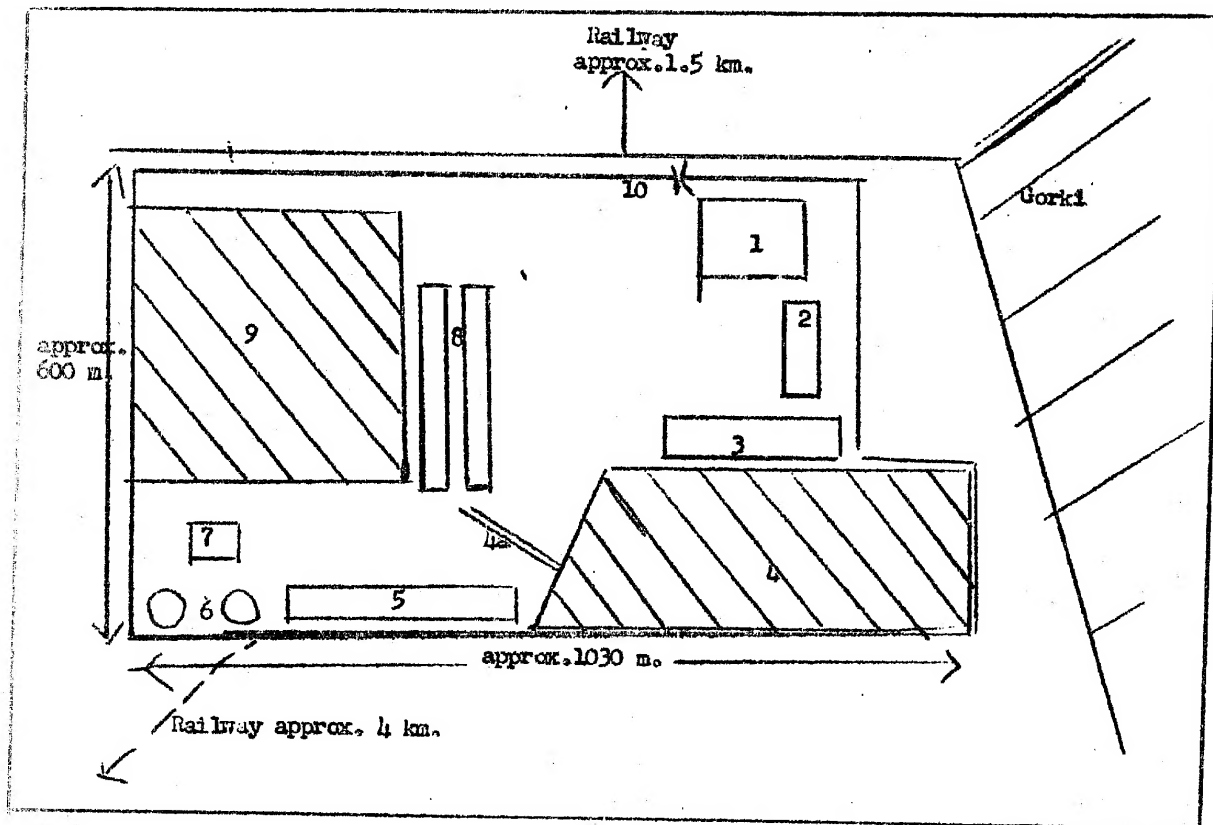 Railway
approx.1.5 km.
10
Gorki
1
2
9
8
approx.
600 m.
3
7
4a
4
6
5
approx.1030 m.
Railway approx. 4 km.